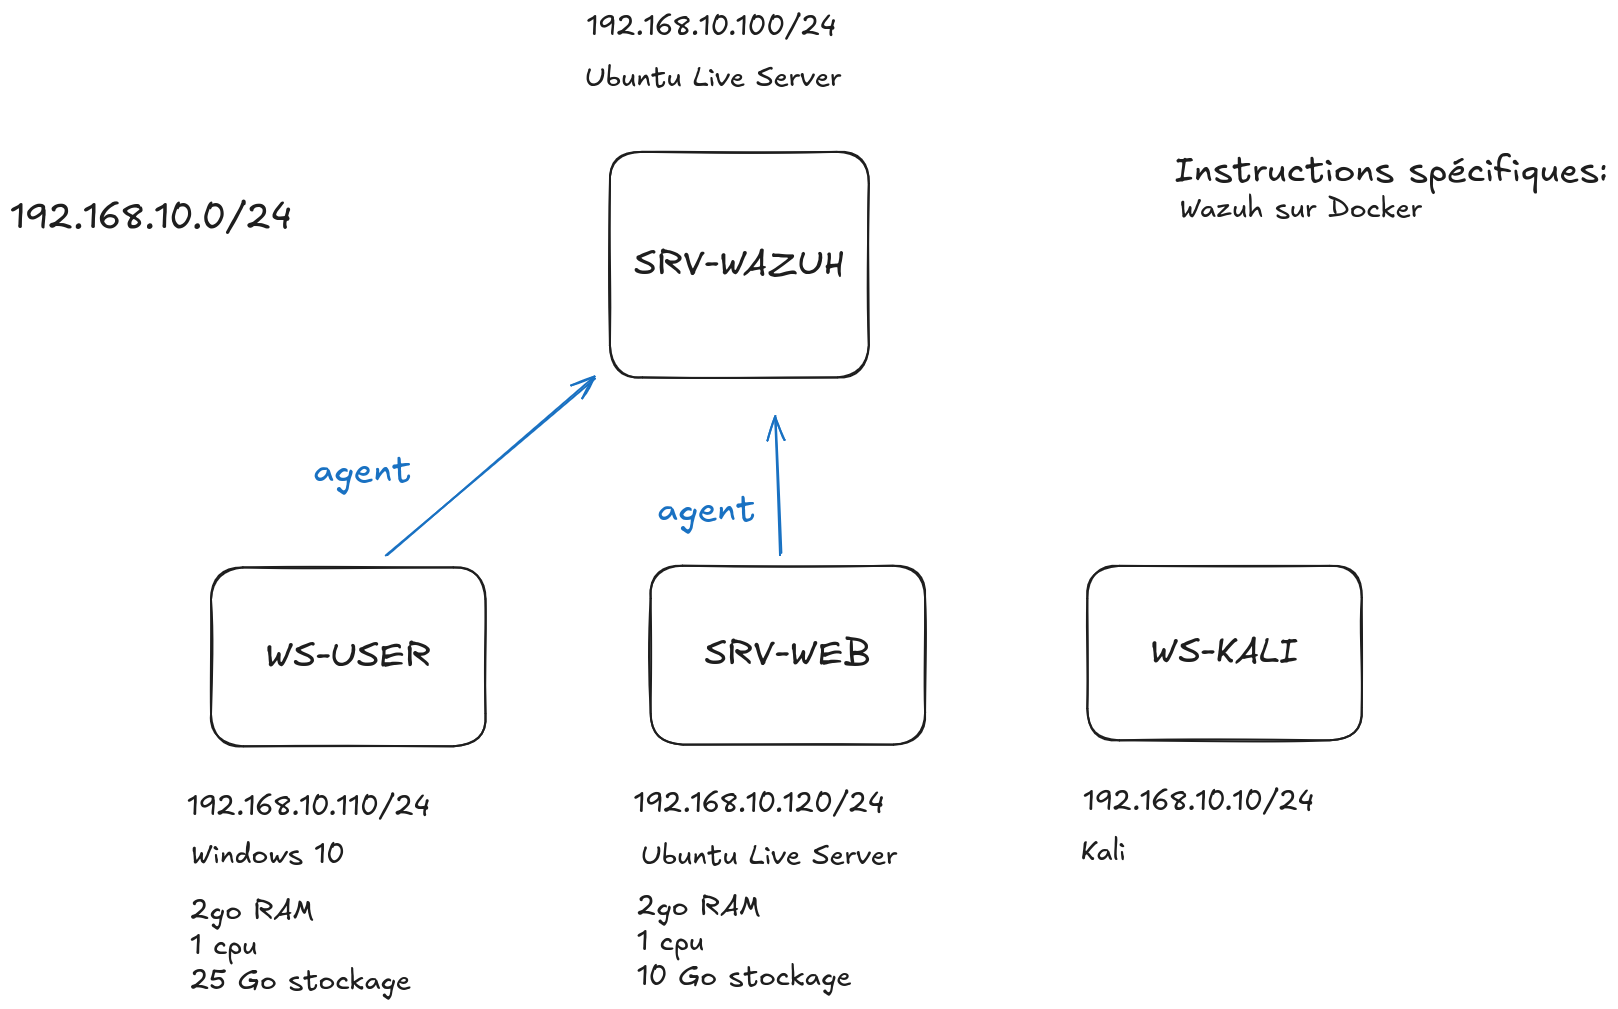 192.168.10.100/24
Ubuntu Live Server
Instructions spécifiques:
Wazuh sur Docker
192.168.10.0/24
SRV-WAZUH
agent
agent
WS-USER
SRV-WEB
WS-KALI
192.168.10.110/24
Windows 10
2go RAM
1 cpu
25 Go stockage
192.168.10.120/24
Ubuntu Live Server
2go RAM
1 cpu
10 Go stockage
192.168.10.10/24
Kali